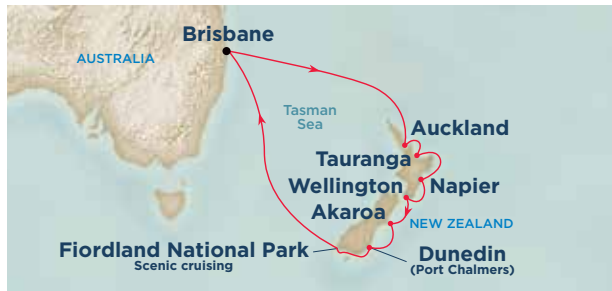 Brisbane
AUSTRALIA
Tasman
Sea
Auckland
Tauranga
Wellington
Napier
Akaroa
NEW ZEALAND
Fiordland National Park
Scenic cruising
Dunedin
(Port Chalmers)